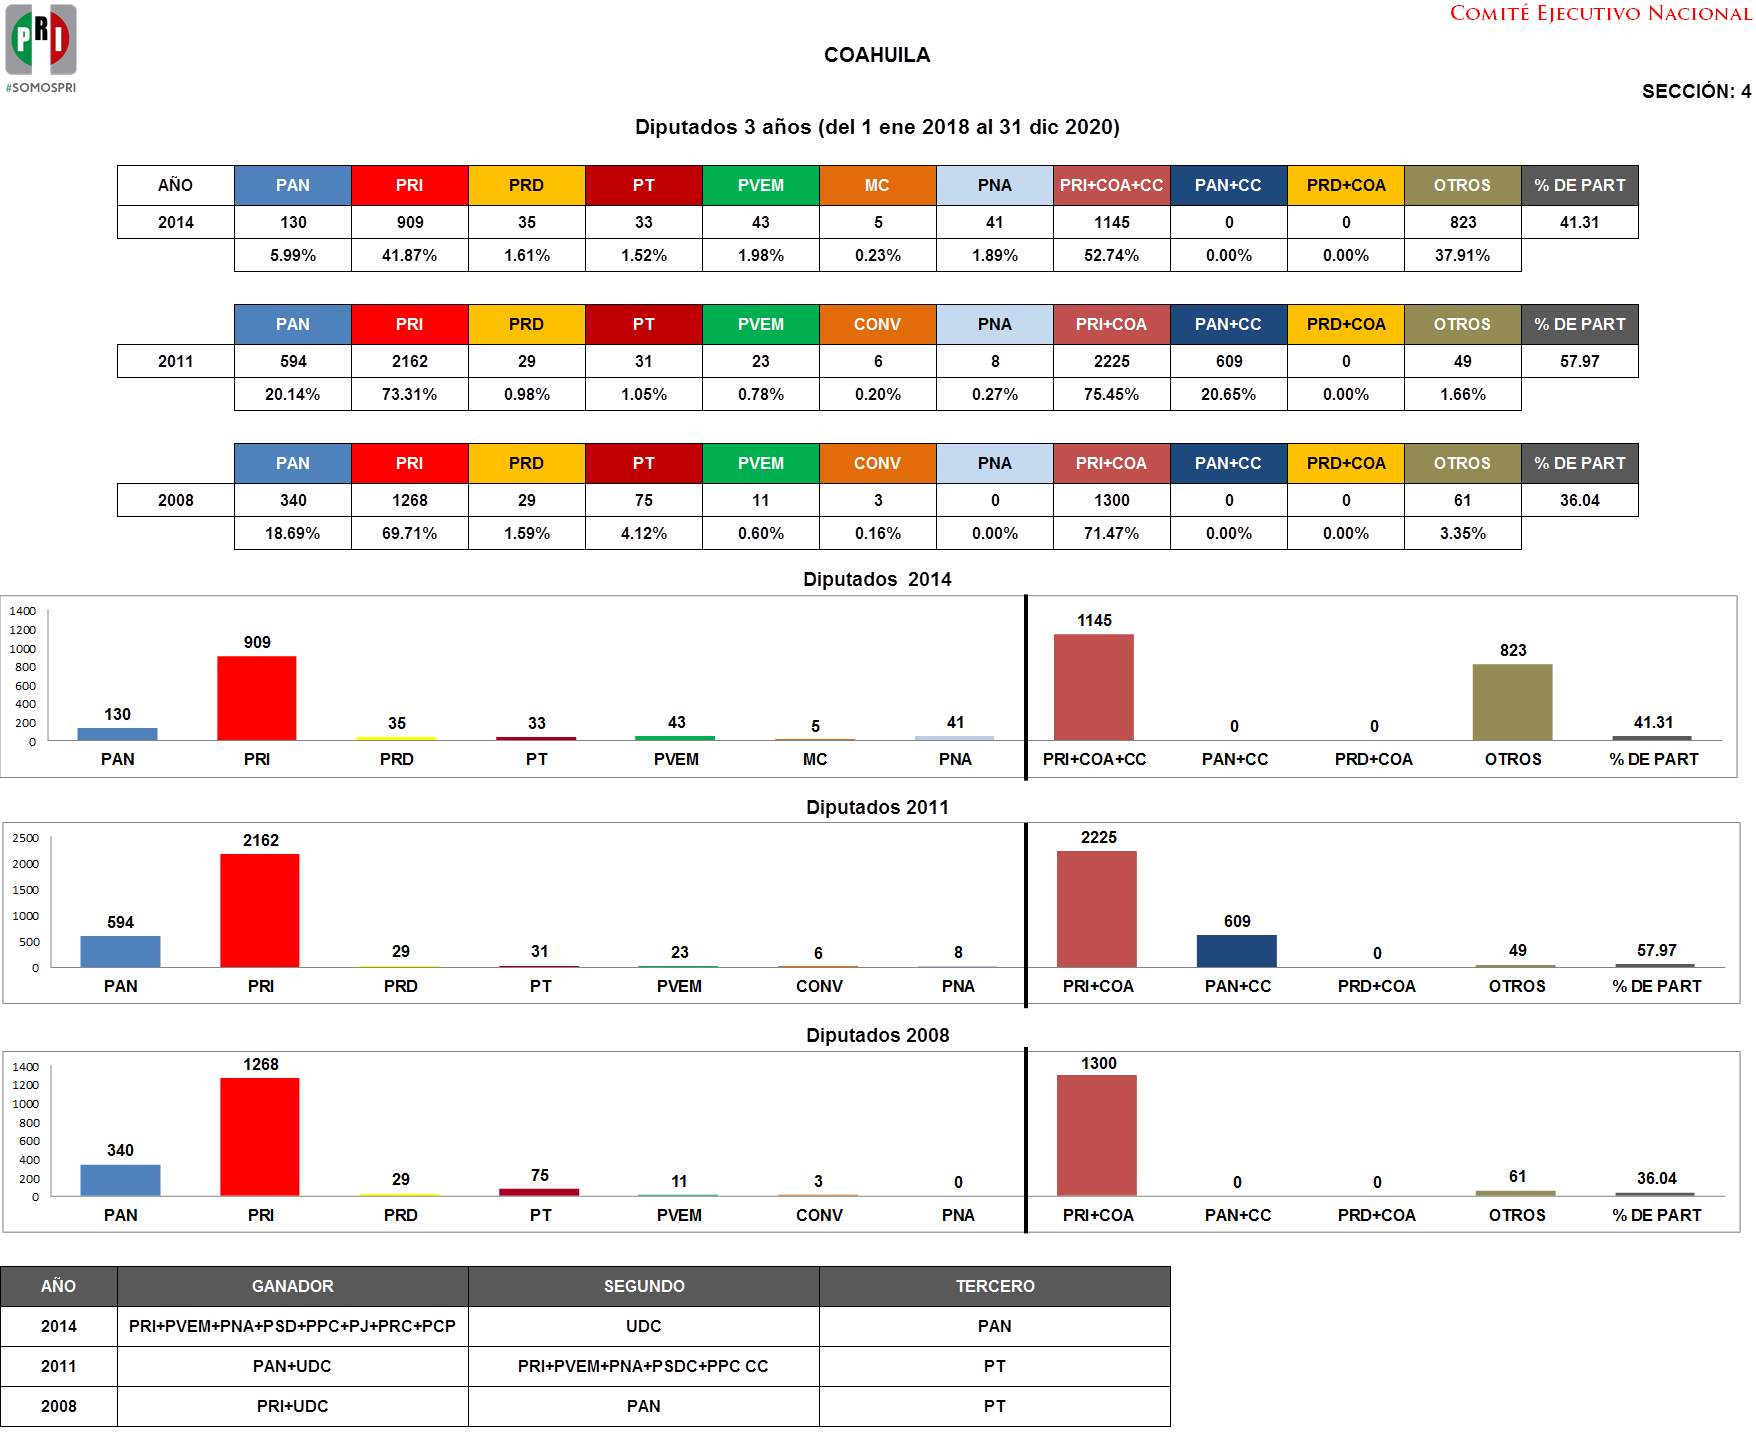 COMITÉ EJECUTIVO NACIONAL
PRI
#SOMOSPRI
COAHUILA
SECCIÓN: 4
Diputados 3 años (del 1 ene 2018 al 31 dic 2020)
AÑO PAN PRI PRD PT PVEM MC PNA PRI+COA+CC PAN+CC PRD+COA OTROS % DE PART
2014 130 909 35 33 43 5 41 1145 0 0 823 41.31
5.99% 41.87% 1.61% 1.52% 1.98% 0.23% 1.89% 52.74% 0.00% 0.00% 37.91%
PAN PRI PRD PT PVEM CONV PNA PRI+COA PAN+CC PRD+COA OTROS % DE PART
2011 594 2162 29 31 23 6 8 2225 609 0 49 57.97
20.14% 73.31% 0.98% 1.05% 0.78% 0.20% 0.27% 75.45% 20.65% 0.00% 1.66%
PAN PRI PRD PT PVEM CONV PNA PRI+COA PAN+CC PRD+COA OTROS % DE PART
2008 340 1268 29 75 11 3 0 1300 0 0 61 36.04
18.69% 69.71% 1.59% 4.12% 0.60% 0.16% 0.00% 71.47% 0.00% 0.00% 3.35%
Diputados 2014
1400
1200
1000
800
600
400
200
0
130 909 35 33 43 5 41 1145 0 0 823 41.31
PAN PRI PRD PT PVEM MC PNA PRI+COA+CC PAN+CC PRD+COA OTROS % DE PART
Diputados 2011
2500
2000
1500
1000
500
0
594 2162 29 31 23 6 8 2225 609 0 49 57.97
PAN PRI PRD PT PVEM CONV PNA PRI+COA PAN+CC PRD+COA OTROS % DE PART
Diputados 2008
1400
1200
1000
800
600
400
200
0
340 1268 29 75 11 3 0 1300 0 0 61 36.04
PAN PRI PRD PT PVEM CONV PNA PRI+COA PAN+CC PRD+COA OTROS % DE PART
AÑO GANADOR SEGUNDO TERCERO
2014 PRI+PVEM+PNA+PSD+PPC+PJ+PRC+PCP UDC PAN
2011 PAN+UDC PRI+PVEM+PNA+PSDC+PPC CC PT
2008 PRI+UDC PAN PT